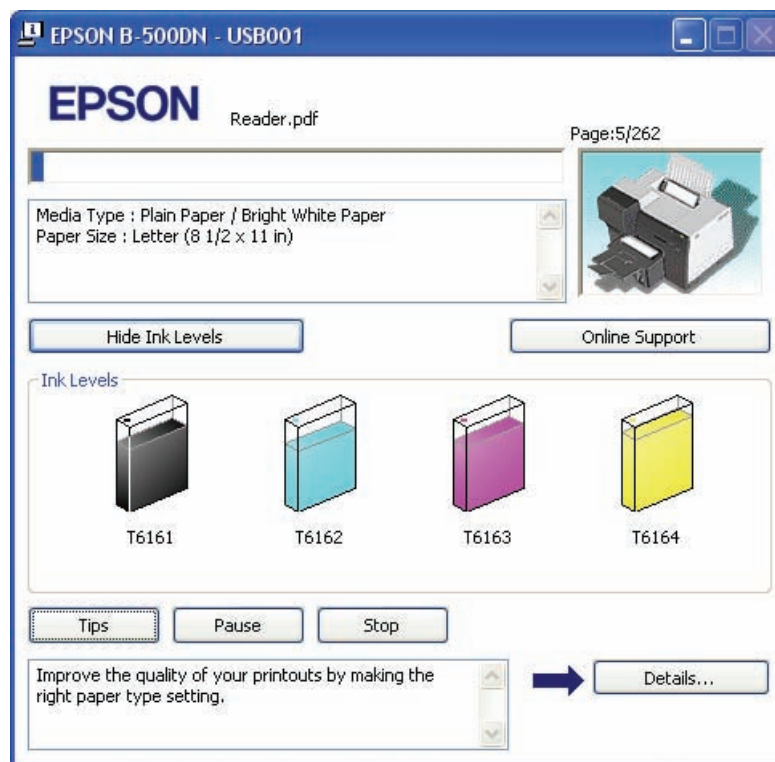 EPSON B-500DN - USB001
EPSON
Reader.pdf
Page:5/262
Media Type : Plain Paper / Bright White Paper
Paper Size : Letter (8 1/2 x 11 in)
Hide Ink Levels
Online Support
Ink Levels
T6161
T6162
T6163
T6164
Tips
Pause
Stop
Improve the quality of your printouts by making the
right paper type setting.
Details...